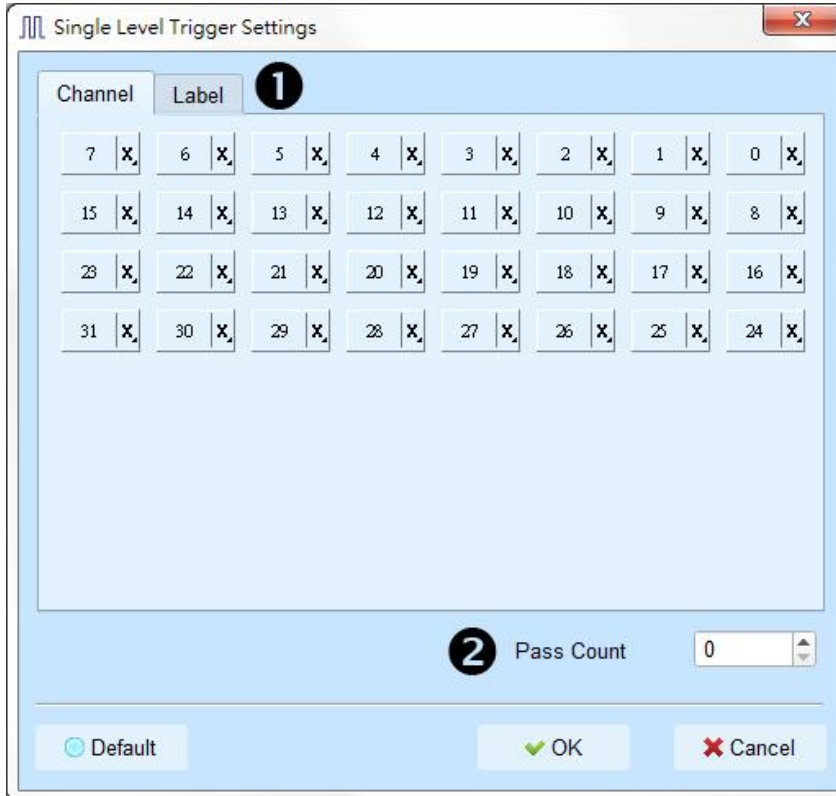 Single Level Trigger Settings
Channel Label 1
7 X 6 X 5 X 4 X 3 X 2 X 1 X 0 X
15 X 14 X 13 X 12 X 11 X 10 X 9 X 8 X
23 X 22 X 21 X 20 X 19 X 18 X 17 X 16 X
31 X 30 X 29 X 28 X 27 X 26 X 25 X 24 X
2 Pass Count 0
Default OK Cancel